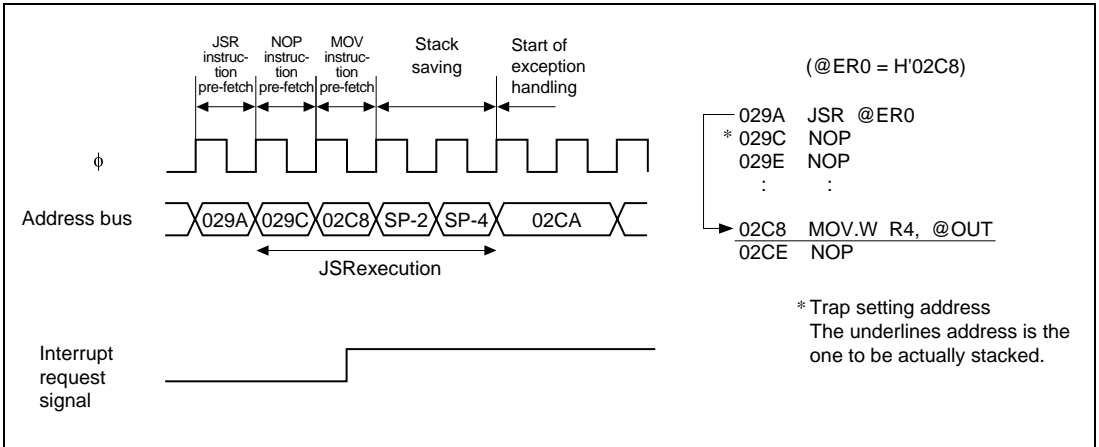 JSR
instruc-
tion
pre-fetch
NOP
instruc-
tion
pre-fetch
MOV
instruc-
tion
pre-fetch
Stack
saving
Start of
exception
handling
ϕ
Address bus
029A 029C 02C8 SP-2 SP-4 02CA
JSRexecution
Interrupt
request
signal
(@ER0 = H'02C8)
029A JSR @ER0
* 029C NOP
029E NOP
: :
02C8 MOV.W R4, @OUT
02CE NOP
* Trap setting address
The underlines address is the
one to be actually stacked.